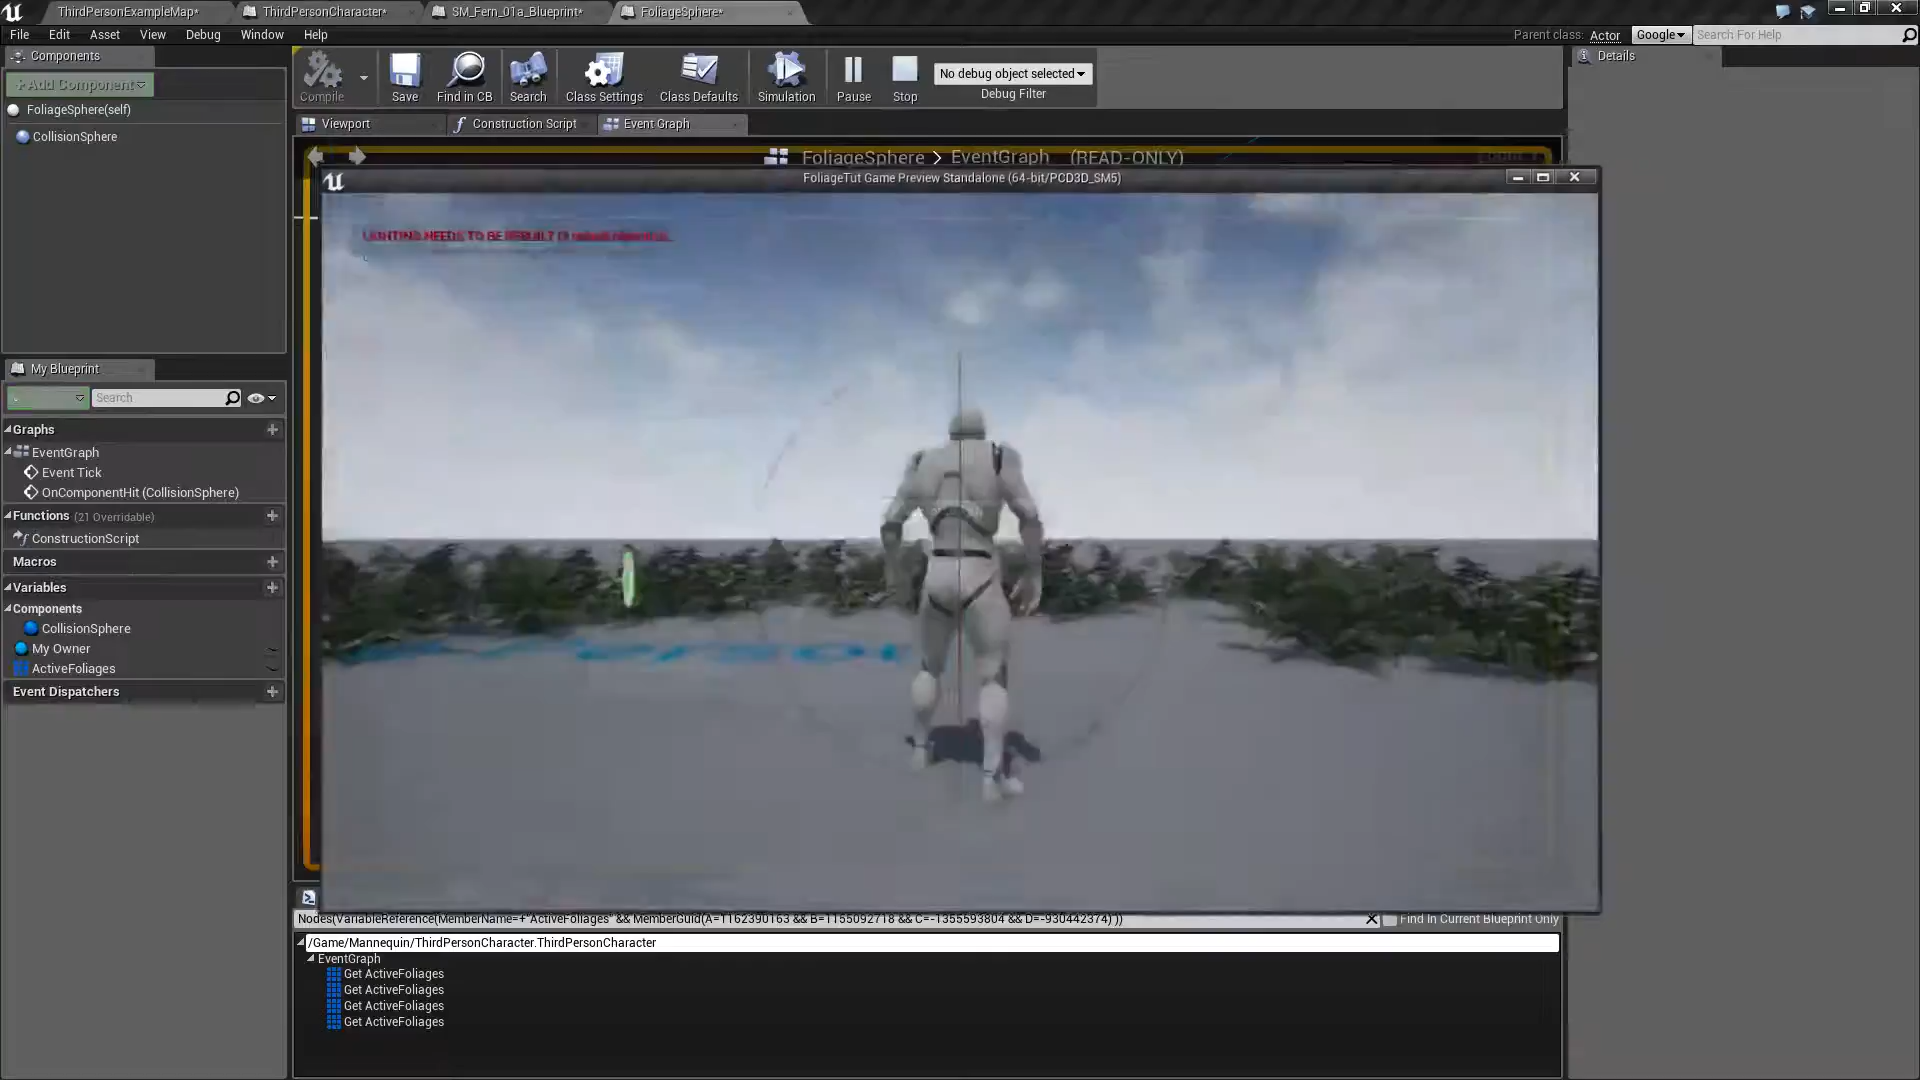 ThirdPersonExampleMap*
ThirdPersonCharacter*
SM_Fern_01a_Blueprint*
FoliageSphere*
File Edit Asset View Debug Window Help
Parent class: Actor Google Search For Help
Components
+Add Component
FoliageSphere(self)
CollisionSphere
Compile
Save
Find in CB
Search
Class Settings
Class Defaults
Simulation
Pause
Stop
No debug object selected
Debug Filter
Details
Viewport
Construction Script
Event Graph
FoliageSphere > EventGraph (READ-ONLY)
FoliageTut Game Preview Standalone (64-bit/PCD3D_SM5)
LIGHTING NEEDS TO BE REBUILT
My Blueprint
Search
Graphs
EventGraph
Event Tick
OnComponentHit (CollisionSphere)
Functions (21 Overridable)
ConstructionScript
Macros
Variables
Components
CollisionSphere
My Owner
ActiveFoliages
Event Dispatchers
Nodes(VariableReference(MemberName=+"ActiveFoliages" && MemberGuid(A=1162390163 && B=1155092718 && C=-1355593804 && D=-930442374) ))
Find In Current Blueprint Only
/Game/Mannequin/ThirdPersonCharacter.ThirdPersonCharacter
EventGraph
Get ActiveFoliages
Get ActiveFoliages
Get ActiveFoliages
Get ActiveFoliages